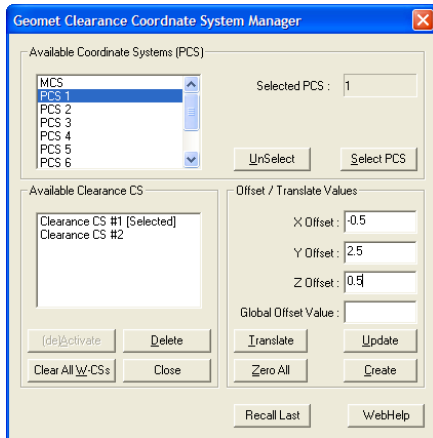 Geomet Clearance Coordnate System Manager
Available Coordinate Systems (PCS)
MCS
PCS 1
PCS 2
PCS 3
PCS 4
PCS 5
PCS 6
Selected PCS : 1
UnSelect Select PCS
Available Clearance CS
Clearance CS #1 [Selected]
Clearance CS #2
(de)Activate Delete
Clear All W-CSs Close
Offset / Translate Values
X Offset : -0.5
Y Offset : 2.5
Z Offset : 0.5
Global Offset Value :
Translate Update
Zero All Create
Recall Last WebHelp